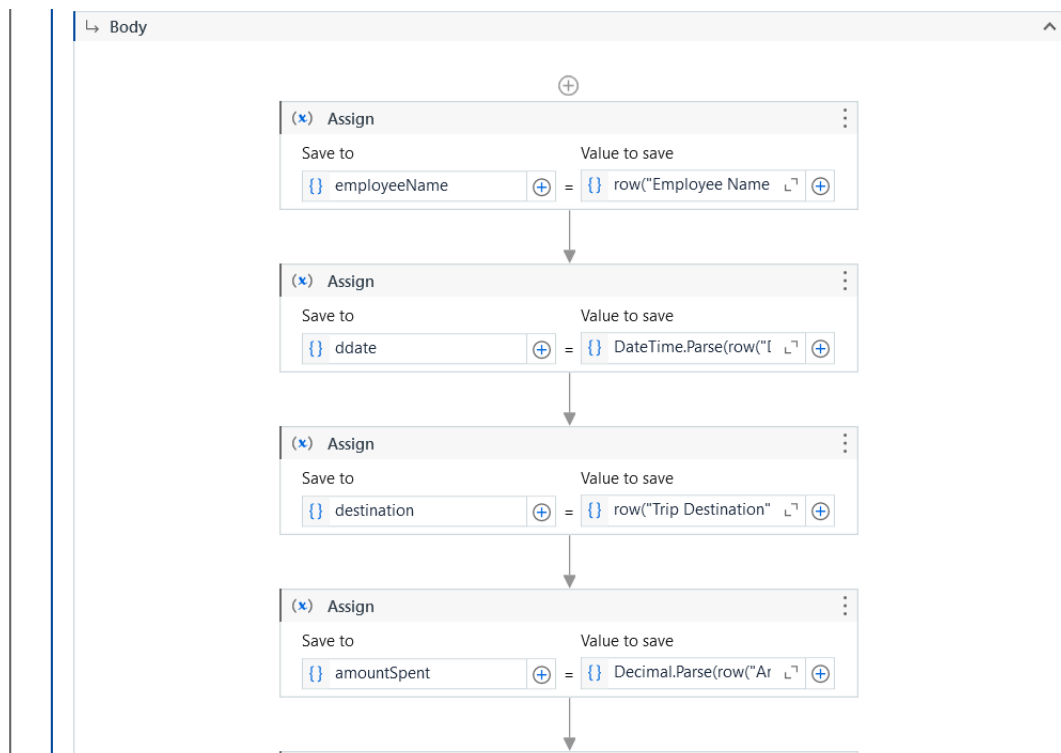 Body
(x) Assign
Save to Value to save
{} employeeName = {} row("Employee Name
(x) Assign
Save to Value to save
{} ddate = {} DateTime.Parse(row("D
(x) Assign
Save to Value to save
{} destination = {} row("Trip Destination"
(x) Assign
Save to Value to save
{} amountSpent = {} Decimal.Parse(row("Ar